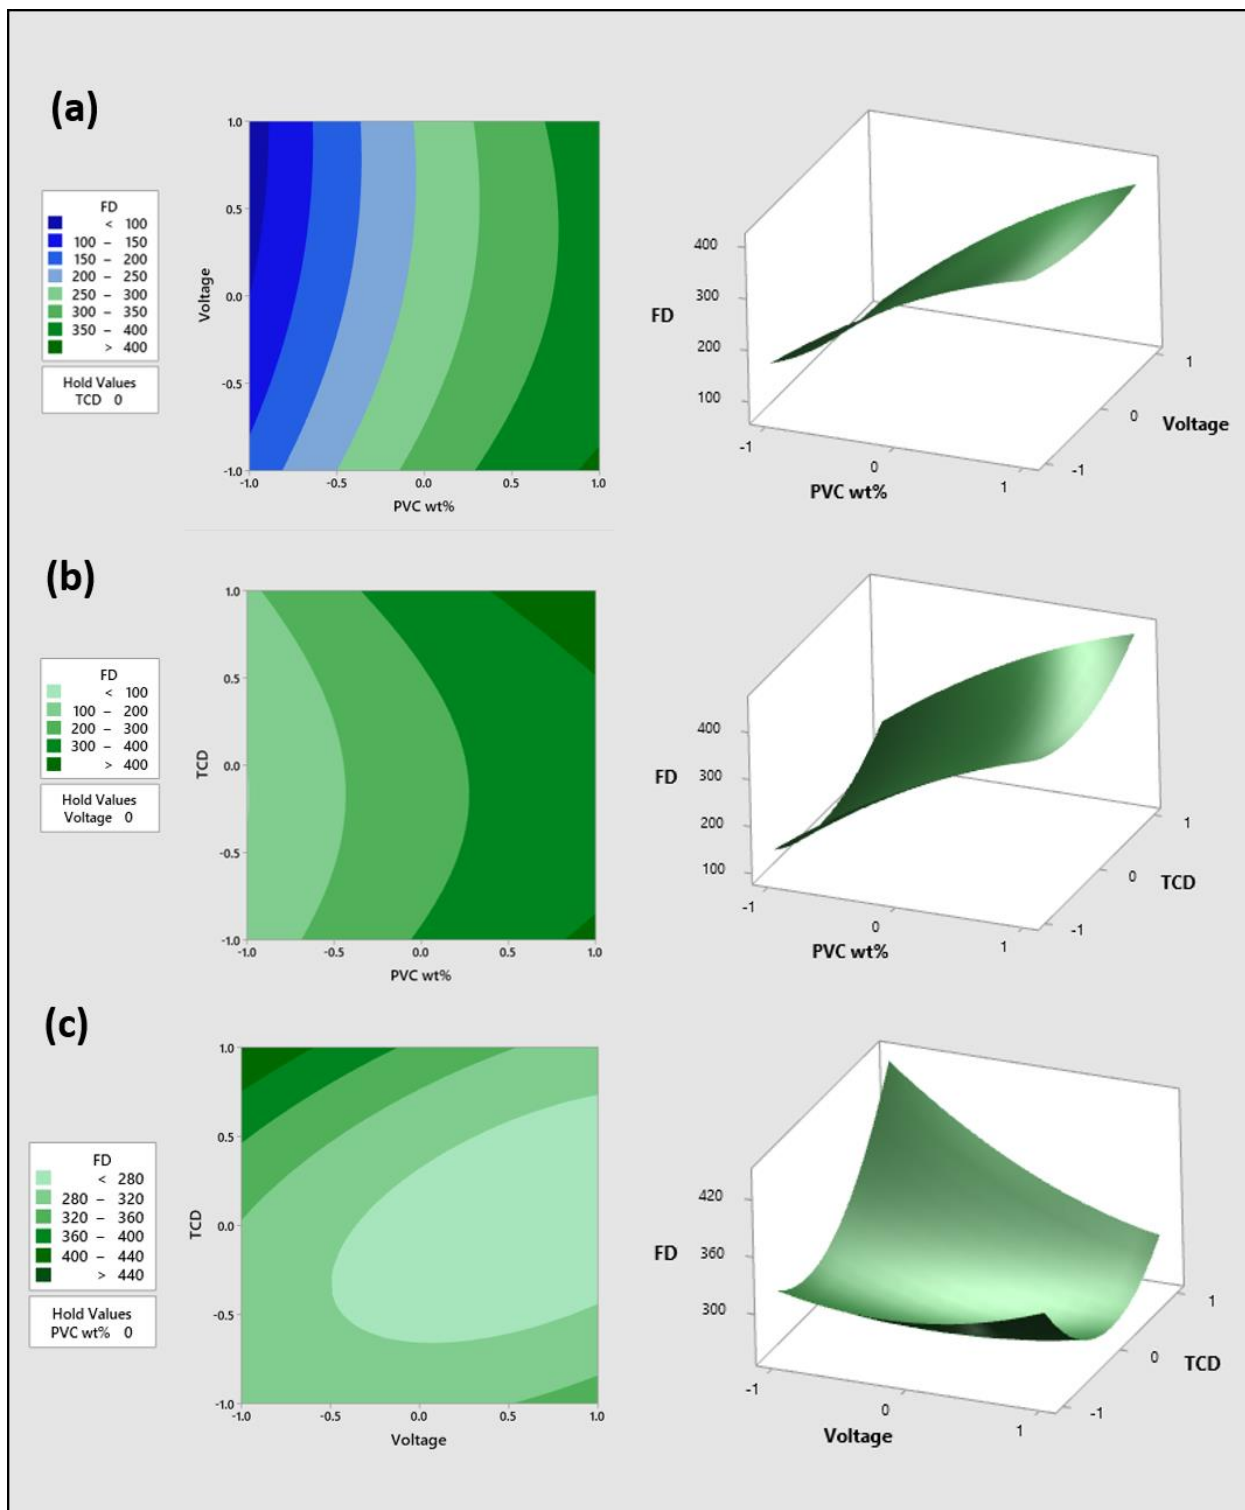 (a)
FD
< 100
100 – 150
150 – 200
200 – 250
250 – 300
300 – 350
350 – 400
> 400
Hold Values
TCD 0
Voltage
1.0
0.5
0.0
-0.5
-1.0
-1.0 -0.5 0.0 0.5 1.0
PVC wt%
FD
400
300
200
100
-1 0 1
PVC wt%
-1 0 1
Voltage
(b)
FD
< 100
100 – 200
200 – 300
300 – 400
> 400
Hold Values
Voltage 0
TCD
1.0
0.5
0.0
-0.5
-1.0
-1.0 -0.5 0.0 0.5 1.0
PVC wt%
FD
400
300
200
100
-1 0 1
PVC wt%
-1 0 1
TCD
(c)
FD
< 280
280 – 320
320 – 360
360 – 400
400 – 440
> 440
Hold Values
PVC wt% 0
TCD
1.0
0.5
0.0
-0.5
-1.0
-1.0 -0.5 0.0 0.5 1.0
Voltage
FD
420
360
300
-1 0 1
Voltage
-1 0 1
TCD